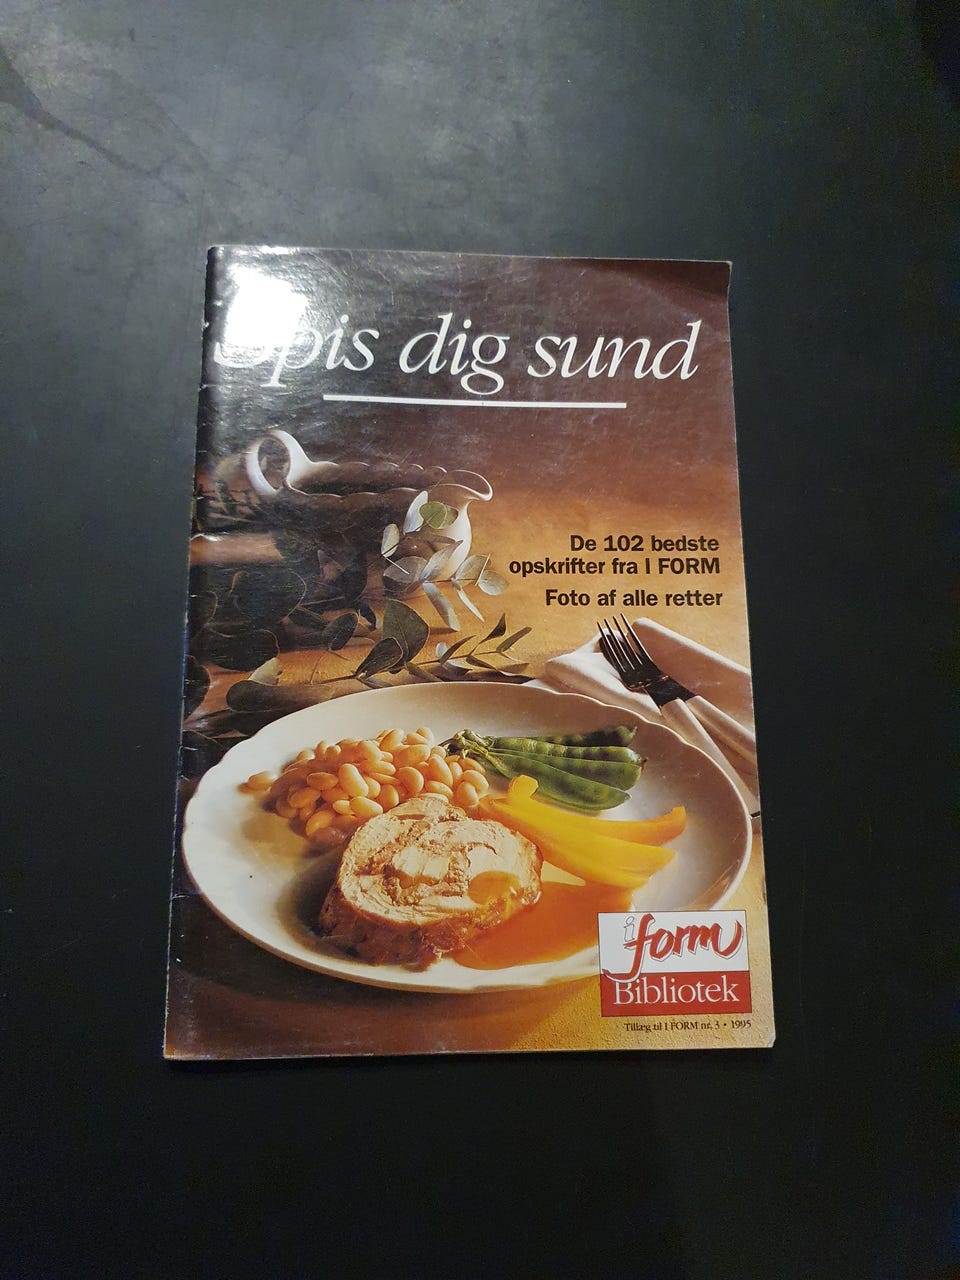 Spis dig sund
De 102 bedste
opskrifter fra I FORM
Foto af alle retter
i form
Bibliotek
Tillæg til I FORM nr. 3 • 1995